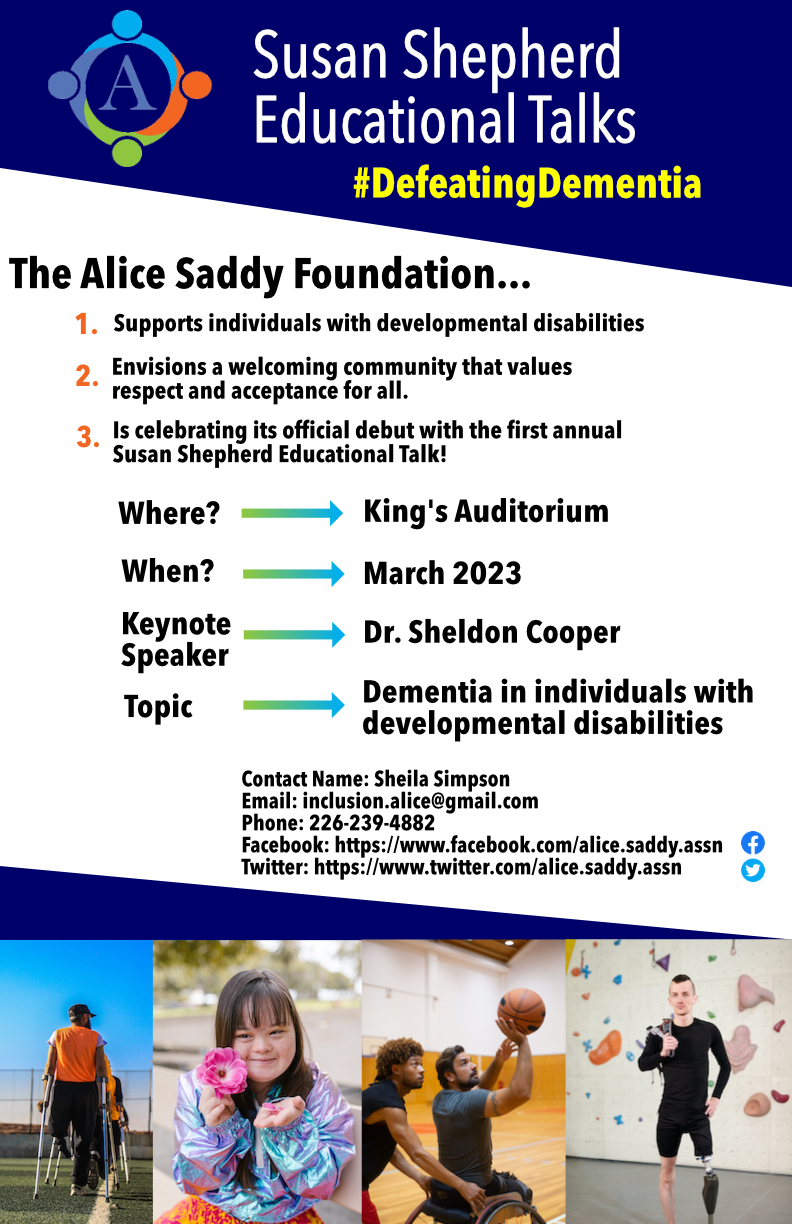 A
Susan Shepherd
Educational Talks
#DefeatingDementia
The Alice Saddy Foundation...
1. Supports individuals with developmental disabilities
2. Envisions a welcoming community that values
respect and acceptance for all.
3. Is celebrating its official debut with the first annual
Susan Shepherd Educational Talk!
Where? King's Auditorium
When? March 2023
Keynote
Speaker Dr. Sheldon Cooper
Topic Dementia in individuals with
developmental disabilities
Contact Name: Sheila Simpson
Email: inclusion.alice@gmail.com
Phone: 226-239-4882
Facebook: https://www.facebook.com/alice.saddy.assn
Twitter: https://www.twitter.com/alice.saddy.assn